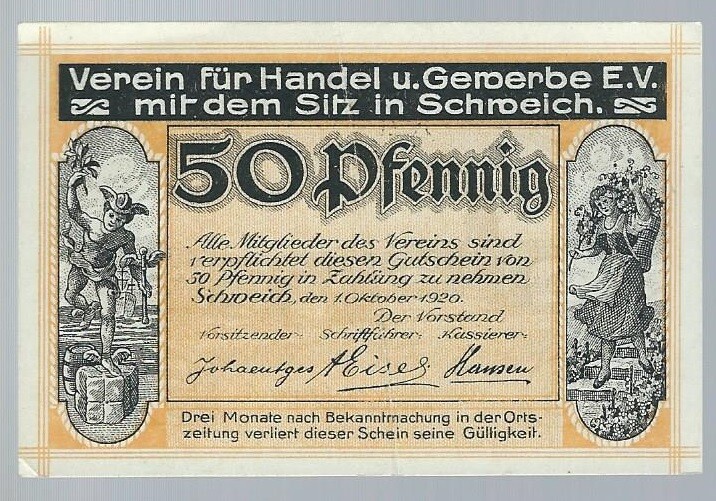 Verein für Handel u. Gewerbe E.V.
mit dem Sitz in Schweich.
50 Pfennig
Alle Mitglieder des Vereins sind
verpflichtet diesen Gutschein von
50 Pfennig in Zahlung zu nehmen
Schweich, den 1. Oktober 1920.
Der Vorstand
Vorsitzender: Schriftführer: Kassierer:
Hansen
Drei Monate nach Bekanntmachung in der Orts-
zeitung verliert dieser Schein seine Gülligkeit.